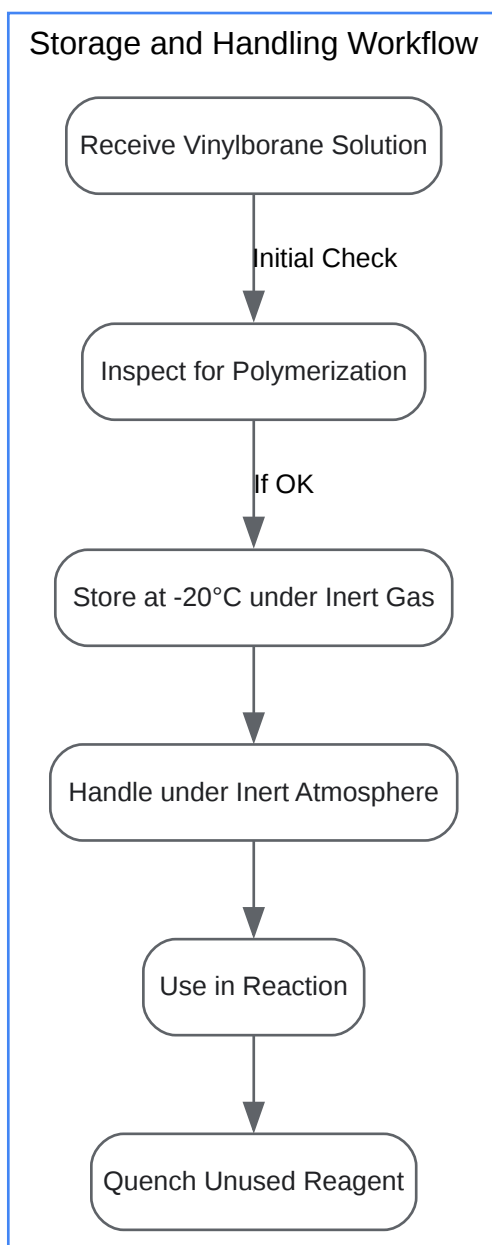 Storage and Handling Workflow
Receive Vinylborane Solution
Initial Check
Inspect for Polymerization
If OK
Store at -20°C under Inert Gas
Handle under Inert Atmosphere
Use in Reaction
Quench Unused Reagent